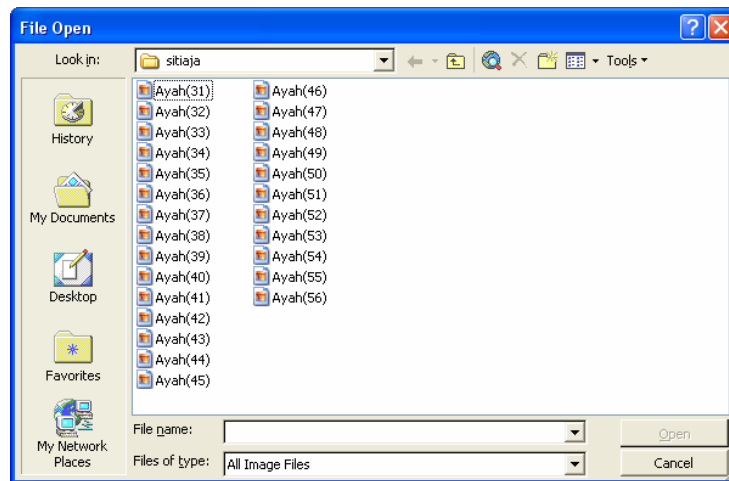 File Open
Look in:
sitiaja
Tools
History
My Documents
Desktop
Favorites
My Network
Places
Ayah(31)
Ayah(32)
Ayah(33)
Ayah(34)
Ayah(35)
Ayah(36)
Ayah(37)
Ayah(38)
Ayah(39)
Ayah(40)
Ayah(41)
Ayah(42)
Ayah(43)
Ayah(44)
Ayah(45)
Ayah(46)
Ayah(47)
Ayah(48)
Ayah(49)
Ayah(50)
Ayah(51)
Ayah(52)
Ayah(53)
Ayah(54)
Ayah(55)
Ayah(56)
File name:
Open
Files of type:
All Image Files
Cancel